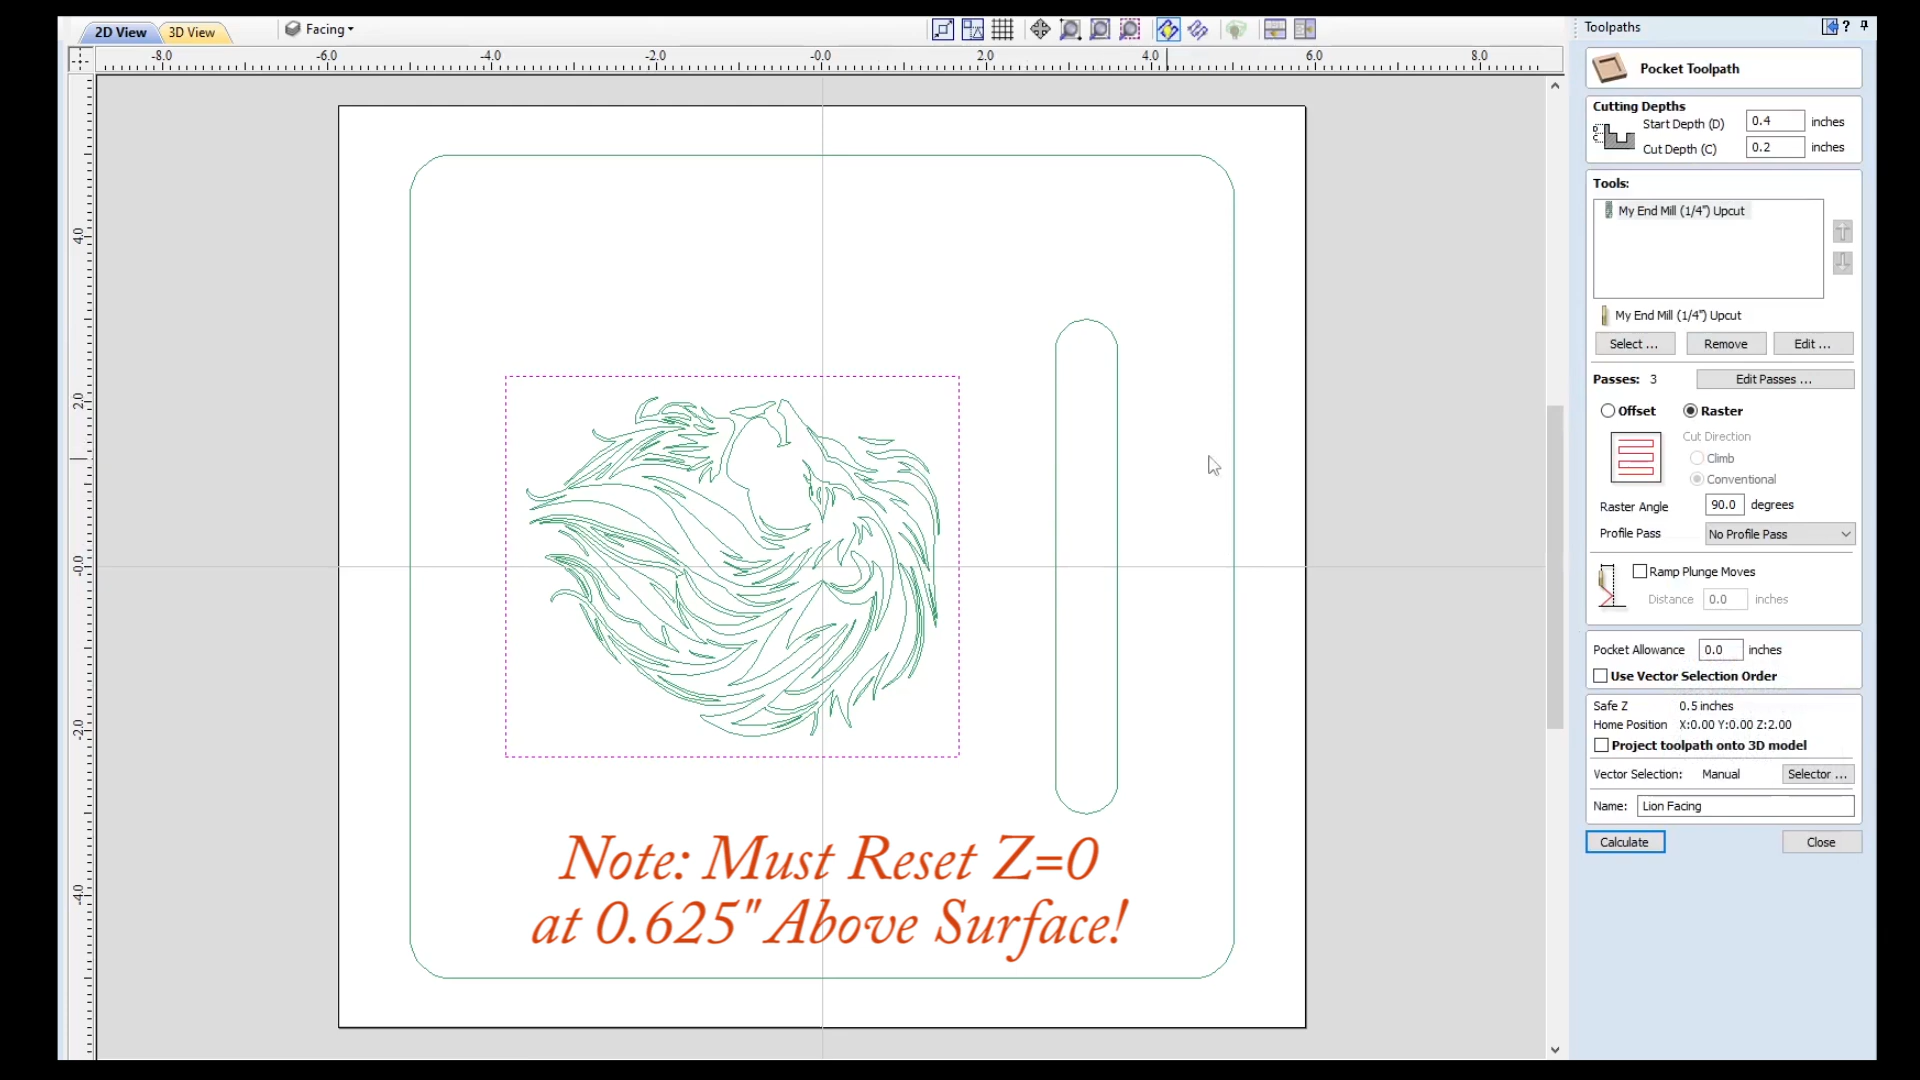 2D View
3D View
Facing
-8.0
-6.0
-4.0
-2.0
-0.0
2.0
4.0
6.0
8.0
4.0
2.0
-0.0
-2.0
-4.0
Note: Must Reset Z=0
at 0.625" Above Surface!
Toolpaths
?
Pocket Toolpath
Cutting Depths
Start Depth (D) 0.4 inches
Cut Depth (C) 0.2 inches
D
C
Tools:
My End Mill (1/4") Upcut
My End Mill (1/4") Upcut
Select ... Remove Edit ...
Passes: 3 Edit Passes ...
Offset Raster
Cut Direction
Climb
Conventional
Raster Angle 90.0 degrees
Profile Pass No Profile Pass
Ramp Plunge Moves
Distance 0.0 inches
Pocket Allowance 0.0 inches
Use Vector Selection Order
Safe Z 0.5 inches
Home Position X:0.00 Y:0.00 Z:2.00
Project toolpath onto 3D model
Vector Selection: Manual Selector ...
Name: Lion Facing
Calculate Close